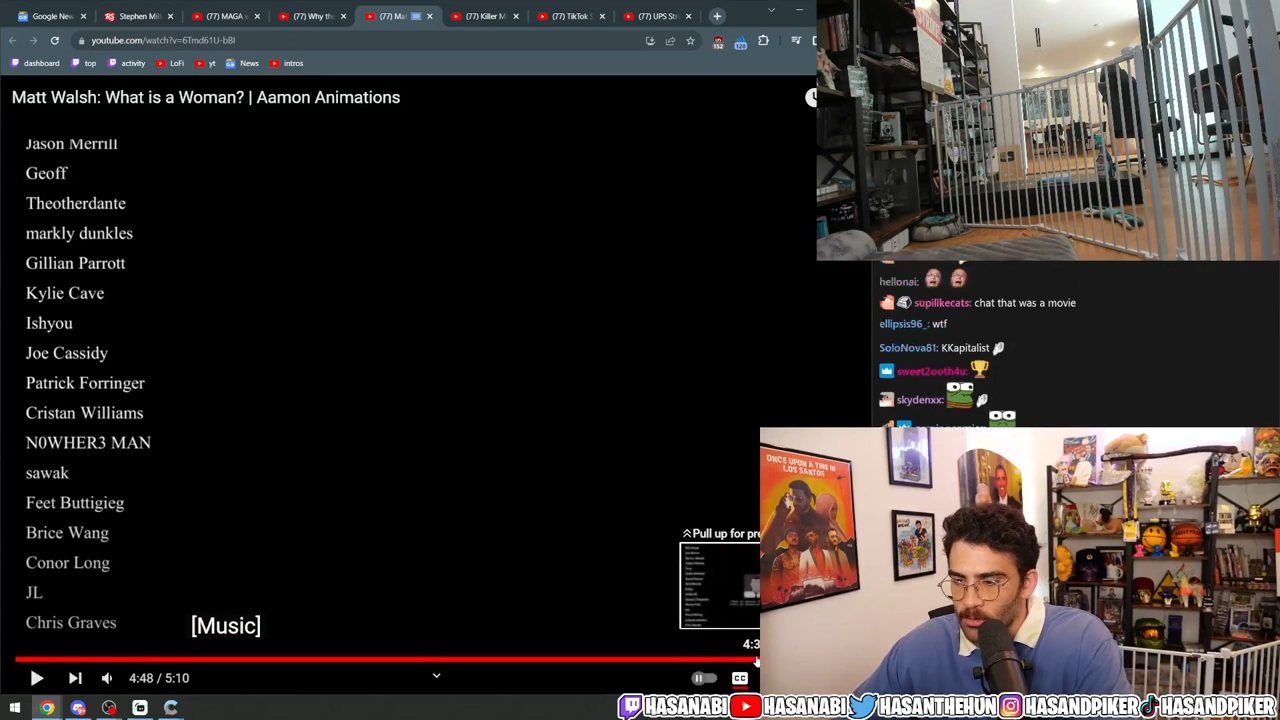 Google New
Stephen Mil
(77) MAGA v
(77) Why the
(77) Ma
(77) Killer M
(77) TikTok S
(77) UPS Str
youtube.com/watch?v=6Tmd61U-bBI
152
120
dashboard
top
activity
LoFi
yt
News
intros
Matt Walsh: What is a Woman? | Aamon Animations
Jason Merrill
Geoff
Theotherdante
markly dunkles
Gillian Parrott
Kylie Cave
Ishyou
Joe Cassidy
Patrick Forringer
Cristan Williams
N0WHER3 MAN
sawak
Feet Buttigieg
Brice Wang
Conor Long
JL
Chris Graves
[Music]
Pull up for pre
4:3
4:48 / 5:10
CC
hellonai:
supilikecats: chat that was a movie
ellipsis96_: wtf
SoloNova81: KKapitalist
sweet2ooth4u:
skydenxx:
ONCE UPON A TIME IN
LOS SANTOS
HASANABI
HASANABI
HASANTHEHUN
HASANDPIKER
HASANDPIKER